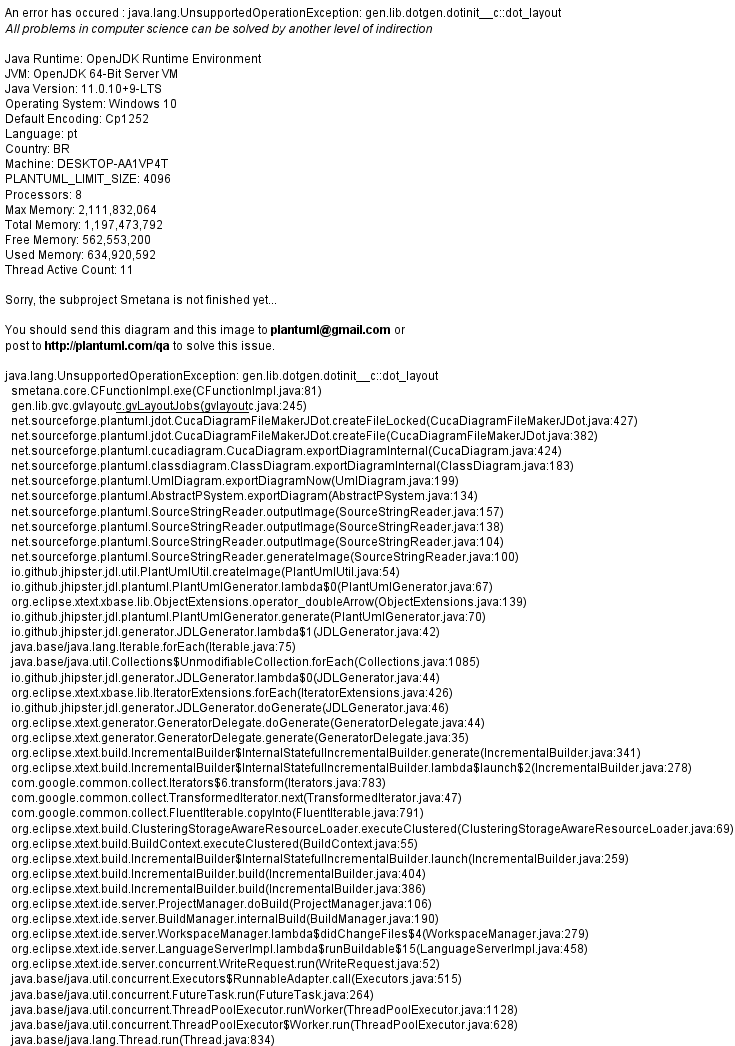 An error has occured : java.lang.UnsupportedOperationException: gen.lib.dotgen.dotinit__c::dot_layout
All problems in computer science can be solved by another level of indirection
Java Runtime: OpenJDK Runtime Environment
JVM: OpenJDK 64-Bit Server VM
Java Version: 11.0.10+9-LTS
Operating System: Windows 10
Default Encoding: Cp1252
Language: pt
Country: BR
Machine: DESKTOP-AA1VP4T
PLANTUML_LIMIT_SIZE: 4096
Processors: 8
Max Memory: 2,111,832,064
Total Memory: 1,197,473,792
Free Memory: 562,553,200
Used Memory: 634,920,592
Thread Active Count: 11
Sorry, the subproject Smetana is not finished yet...
You should send this diagram and this image to plantuml@gmail.com or
post to http://plantuml.com/qa to solve this issue.
java.lang.UnsupportedOperationException: gen.lib.dotgen.dotinit__c::dot_layout
smetana.core.CFunctionImpl.exe(CFunctionImpl.java:81)
gen.lib.gvc.gvlayoutc.gvLayoutJobs(gvlayoutc.java:245)
net.sourceforge.plantuml.jdot.CucaDiagramFileMakerJDot.createFileLocked(CucaDiagramFileMakerJDot.java:427)
net.sourceforge.plantuml.jdot.CucaDiagramFileMakerJDot.createFile(CucaDiagramFileMakerJDot.java:382)
net.sourceforge.plantuml.cucadiagram.CucaDiagram.exportDiagramInternal(CucaDiagram.java:424)
net.sourceforge.plantuml.classdiagram.ClassDiagram.exportDiagramInternal(ClassDiagram.java:183)
net.sourceforge.plantuml.UmlDiagram.exportDiagramNow(UmlDiagram.java:199)
net.sourceforge.plantuml.AbstractPSystem.exportDiagram(AbstractPSystem.java:134)
net.sourceforge.plantuml.SourceStringReader.outputImage(SourceStringReader.java:157)
net.sourceforge.plantuml.SourceStringReader.outputImage(SourceStringReader.java:138)
net.sourceforge.plantuml.SourceStringReader.outputImage(SourceStringReader.java:104)
net.sourceforge.plantuml.SourceStringReader.generateImage(SourceStringReader.java:100)
io.github.jhipster.jdl.util.PlantUmlUtil.createImage(PlantUmlUtil.java:54)
io.github.jhipster.jdl.plantuml.PlantUmlGenerator.lambda$0(PlantUmlGenerator.java:67)
org.eclipse.xtext.xbase.lib.ObjectExtensions.operator_doubleArrow(ObjectExtensions.java:139)
io.github.jhipster.jdl.plantuml.PlantUmlGenerator.generate(PlantUmlGenerator.java:70)
io.github.jhipster.jdl.generator.JDLGenerator.lambda$1(JDLGenerator.java:42)
java.base/java.lang.Iterable.forEach(Iterable.java:75)
java.base/java.util.Collections$UnmodifiableCollection.forEach(Collections.java:1085)
io.github.jhipster.jdl.generator.JDLGenerator.lambda$0(JDLGenerator.java:44)
org.eclipse.xtext.xbase.lib.IteratorExtensions.forEach(IteratorExtensions.java:426)
io.github.jhipster.jdl.generator.JDLGenerator.doGenerate(JDLGenerator.java:46)
org.eclipse.xtext.generator.GeneratorDelegate.doGenerate(GeneratorDelegate.java:44)
org.eclipse.xtext.generator.GeneratorDelegate.generate(GeneratorDelegate.java:35)
org.eclipse.xtext.build.IncrementalBuilder$InternalStatefulIncrementalBuilder.generate(IncrementalBuilder.java:341)
org.eclipse.xtext.build.IncrementalBuilder$InternalStatefulIncrementalBuilder.lambda$launch$2(IncrementalBuilder.java:278)
com.google.common.collect.Iterators$6.transform(Iterators.java:783)
com.google.common.collect.TransformedIterator.next(TransformedIterator.java:47)
com.google.common.collect.FluentIterable.copyInto(FluentIterable.java:791)
org.eclipse.xtext.build.ClusteringStorageAwareResourceLoader.executeClustered(ClusteringStorageAwareResourceLoader.java:69)
org.eclipse.xtext.build.BuildContext.executeClustered(BuildContext.java:55)
org.eclipse.xtext.build.IncrementalBuilder$InternalStatefulIncrementalBuilder.launch(IncrementalBuilder.java:259)
org.eclipse.xtext.build.IncrementalBuilder.build(IncrementalBuilder.java:404)
org.eclipse.xtext.build.IncrementalBuilder.build(IncrementalBuilder.java:386)
org.eclipse.xtext.ide.server.ProjectManager.doBuild(ProjectManager.java:106)
org.eclipse.xtext.ide.server.BuildManager.internalBuild(BuildManager.java:190)
org.eclipse.xtext.ide.server.WorkspaceManager.lambda$didChangeFiles$4(WorkspaceManager.java:279)
org.eclipse.xtext.ide.server.LanguageServerImpl.lambda$runBuildable$15(LanguageServerImpl.java:458)
org.eclipse.xtext.ide.server.concurrent.WriteRequest.run(WriteRequest.java:52)
java.base/java.util.concurrent.Executors$RunnableAdapter.call(Executors.java:515)
java.base/java.util.concurrent.FutureTask.run(FutureTask.java:264)
java.base/java.util.concurrent.ThreadPoolExecutor.runWorker(ThreadPoolExecutor.java:1128)
java.base/java.util.concurrent.ThreadPoolExecutor$Worker.run(ThreadPoolExecutor.java:628)
java.base/java.lang.Thread.run(Thread.java:834)